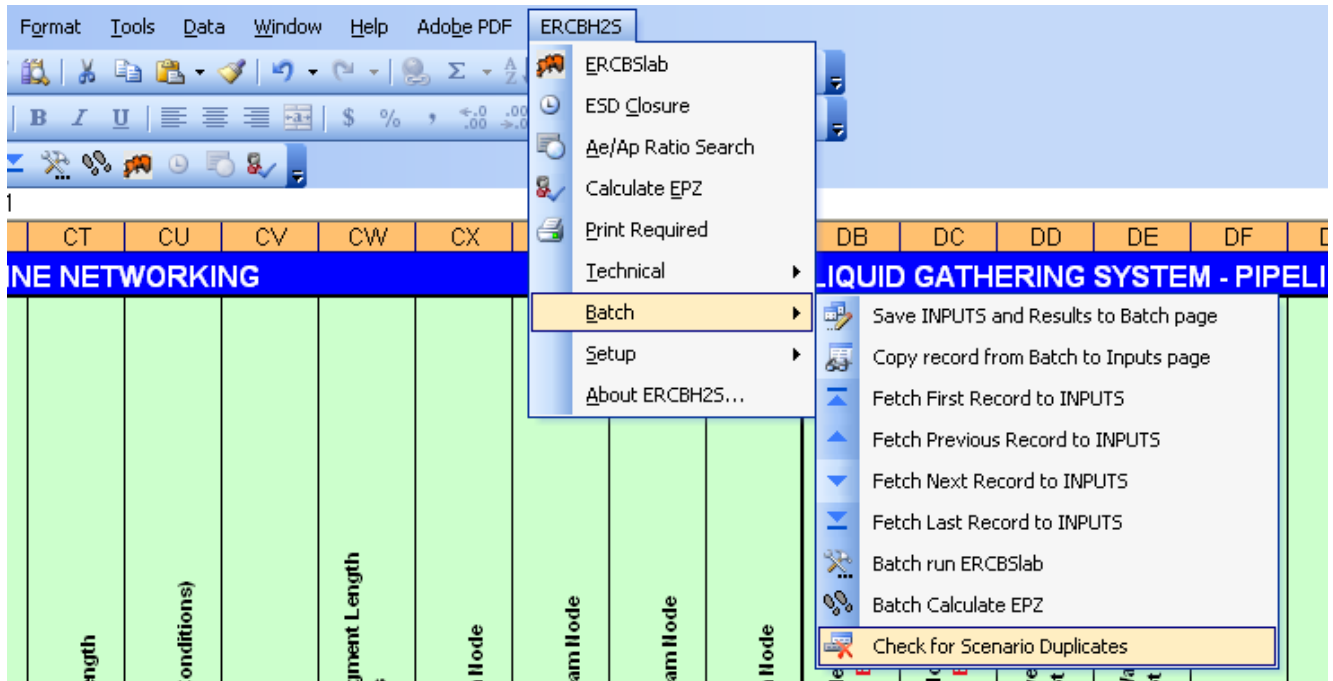 Format Tools Data Window Help Adobe PDF ERCBH2S
B I U $ % , .00
1
CT CU CV CW CX DB DC DD DE DF
NE NETWORKING LIQUID GATHERING SYSTEM - PIPELI
ERCBSlab
ESD Closure
Ae/Ap Ratio Search
Calculate EPZ
Print Required
Technical
Batch
Setup
About ERCBH2S...
Save INPUTS and Results to Batch page
Copy record from Batch to Inputs page
Fetch First Record to INPUTS
Fetch Previous Record to INPUTS
Fetch Next Record to INPUTS
Fetch Last Record to INPUTS
Batch run ERCBSlab
Batch Calculate EPZ
Check for Scenario Duplicates
ngth
onditions)
gment Length
Node
am Node
am Node
Node